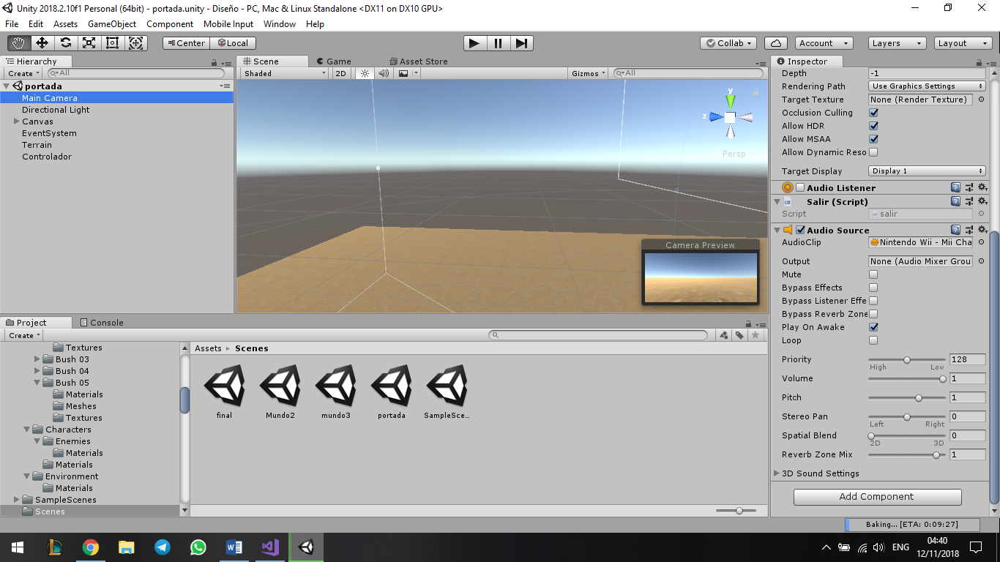 Unity 2018.2.10f1 Personal (64bit) - portada.unity - Diseño - PC, Mac & Linux Standalone <DX11 on DX10 GPU>
File Edit Assets GameObject Component Mobile Input Window Help
Center Local Collab Account Layers Layout
Hierarchy
Create All
portada
Main Camera
Directional Light
Canvas
EventSystem
Terrain
Controlador
Scene Game Asset Store
Shaded 2D Gizmos All
y
z
Persp
Camera Preview
Inspector
Depth -1
Rendering Path Use Graphics Settings
Target Texture None (Render Texture)
Occlusion Culling
Allow HDR
Allow MSAA
Allow Dynamic Reso
Target Display Display 1
Audio Listener
Salir (Script)
Script salir
Audio Source
AudioClip Nintendo Wii - Mii Cha
Output None (Audio Mixer Grou
Mute
Bypass Effects
Bypass Listener Effe
Bypass Reverb Zone
Play On Awake
Loop
Priority 128
High Low
Volume 1
Pitch 1
Stereo Pan 0
Left Right
Spatial Blend 0
2D 3D
Reverb Zone Mix 1
3D Sound Settings
Add Component
Project Console
Create
Textures
Bush 03
Bush 04
Bush 05
Materials
Meshes
Textures
Characters
Enemies
Materials
Materials
Environment
Materials
SampleScenes
Scenes
Assets Scenes
final Mundo2 mundo3 portada SampleSce...
Baking... [ETA: 0:09:27]
ENG
04:40
12/11/2018